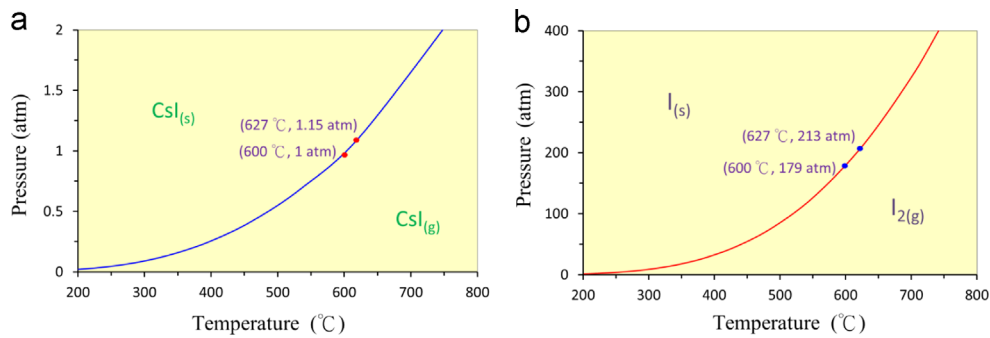 a
2
1.5
1
0.5
0
Pressure (atm)
CsI(s)
(627 ℃, 1.15 atm)
(600 ℃, 1 atm)
CsI(g)
200 300 400 500 600 700 800
Temperature (℃)
b
400
300
200
100
0
Pressure (atm)
I(s)
(627 ℃, 213 atm)
(600 ℃, 179 atm)
I2(g)
200 300 400 500 600 700 800
Temperature (℃)